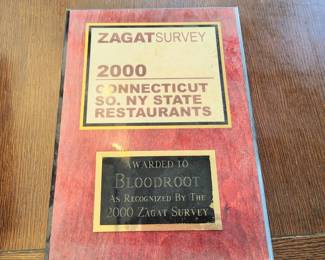 ZAGATSURVEY
2000
CONNECTICUT
SO. NY STATE
RESTAURANTS
AWARDED TO
BLOODROOT
AS RECOGNIZED BY THE
2000 ZAGAT SURVEY